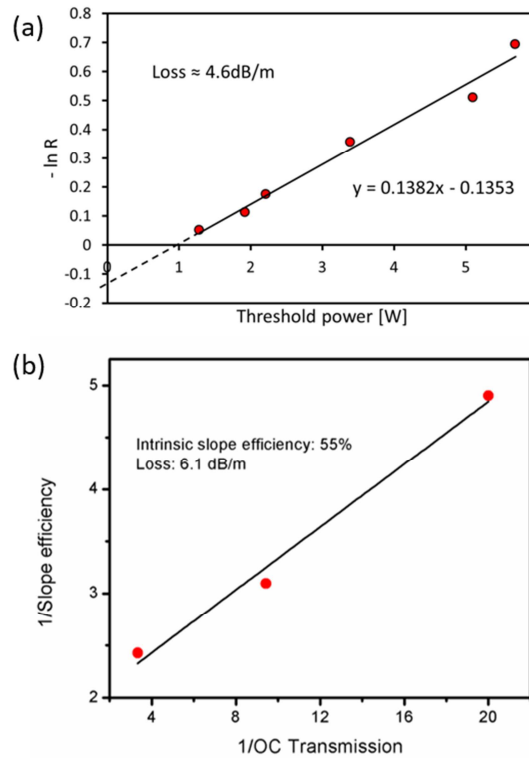 (a)
0.8
0.7
0.6
0.5
0.4
0.3
0.2
0.1
0
-0.1
-0.2
- ln R
Loss ≈ 4.6dB/m
y = 0.1382x - 0.1353
0 1 2 3 4 5
Threshold power [W]
(b)
5
4
3
2
1/Slope efficiency
Intrinsic slope efficiency: 55%
Loss: 6.1 dB/m
4 8 12 16 20
1/OC Transmission